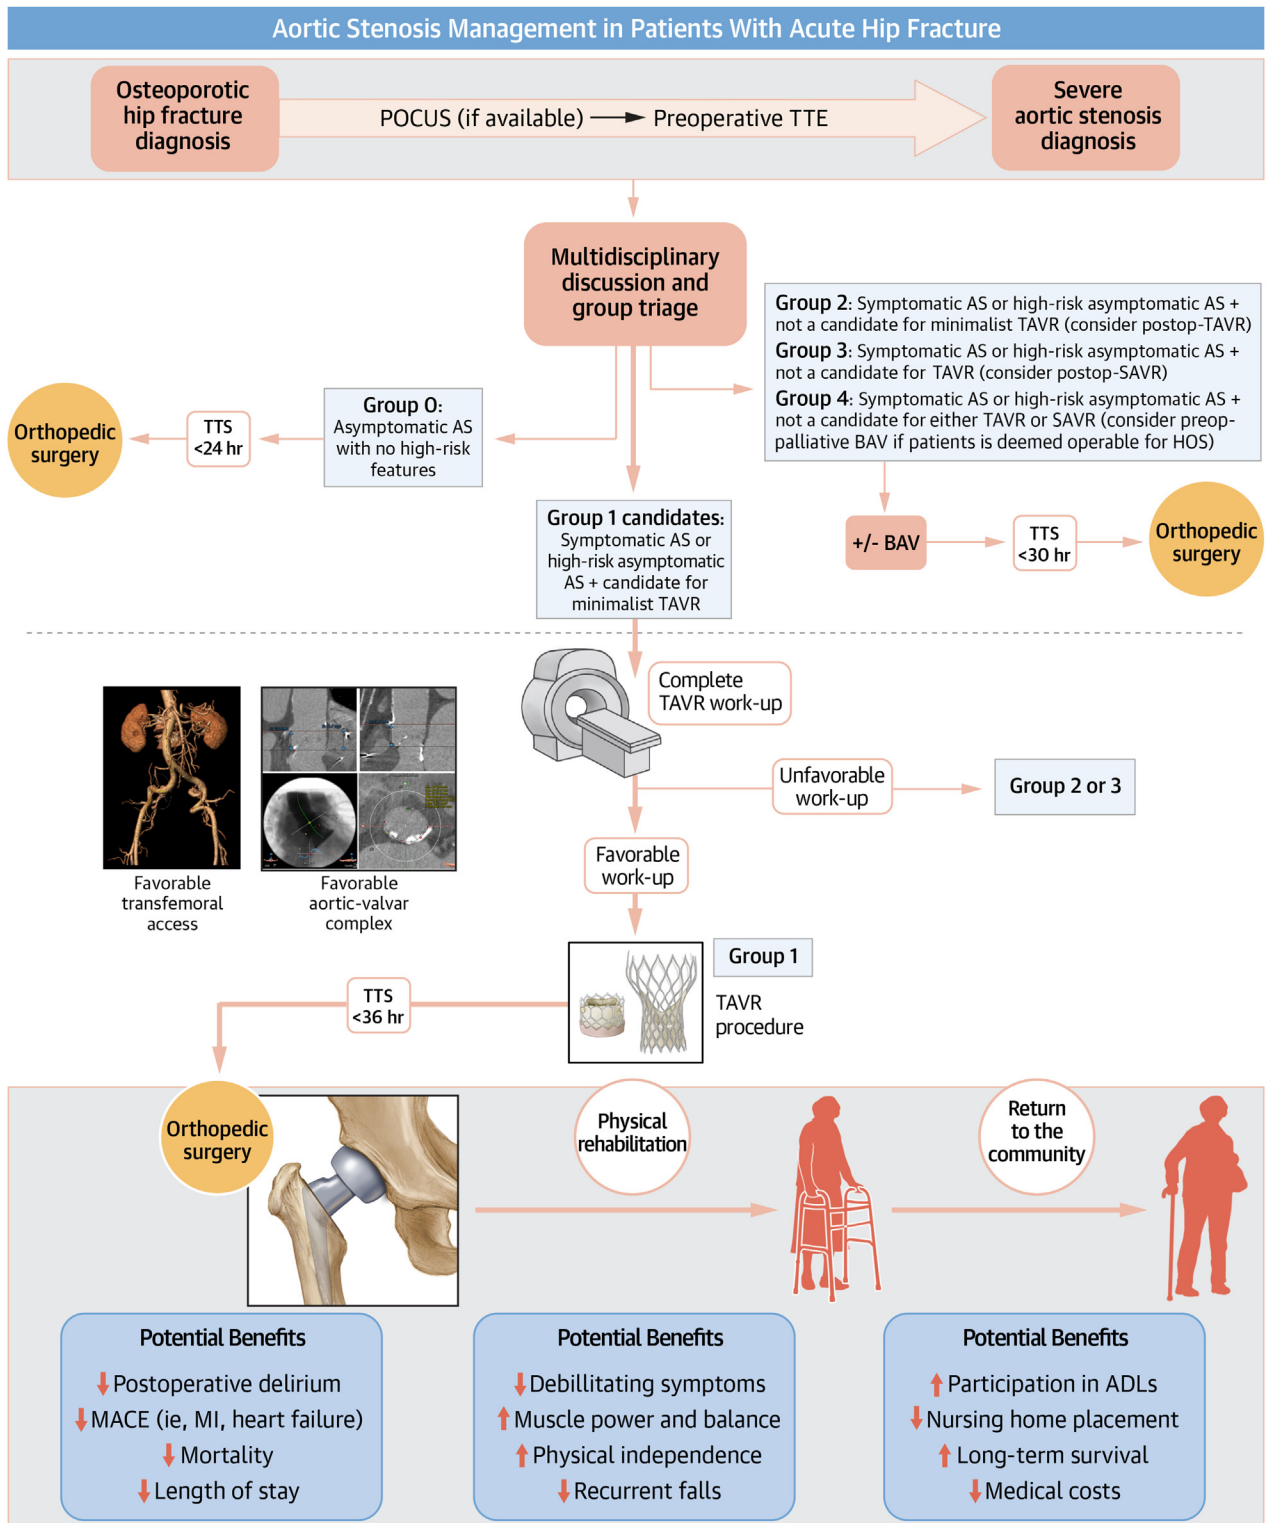 Aortic Stenosis Management in Patients With Acute Hip Fracture
Osteoporotic
hip fracture
diagnosis
POCUS (if available)
Preoperative TTE
Severe
aortic stenosis
diagnosis
Multidisciplinary
discussion and
group triage
Group 2: Symptomatic AS or high-risk asymptomatic AS +
not a candidate for minimalist TAVR (consider postop-TAVR)
Group 3: Symptomatic AS or high-risk asymptomatic AS +
not a candidate for TAVR (consider postop-SAVR)
Group 4: Symptomatic AS or high-risk asymptomatic AS +
not a candidate for either TAVR or SAVR (consider preop-
palliative BAV if patients is deemed operable for HOS)
Orthopedic
surgery
TTS
<24 hr
Group 0:
Asymptomatic AS
with no high-risk
features
Group 1 candidates:
Symptomatic AS or
high-risk asymptomatic
AS + candidate for
minimalist TAVR
+/- BAV
TTS
<30 hr
Orthopedic
surgery
Complete
TAVR work-up
Unfavorable
work-up
Group 2 or 3
Favorable
work-up
Favorable
transfemoral
access
Favorable
aortic-valvar
complex
Group 1
TAVR
procedure
TTS
<36 hr
Orthopedic
surgery
Physical
rehabilitation
Return
to the
community
Potential Benefits
Postoperative delirium
MACE (ie, MI, heart failure)
Mortality
Length of stay
Potential Benefits
Debillitating symptoms
Muscle power and balance
Physical independence
Recurrent falls
Potential Benefits
Participation in ADLs
Nursing home placement
Long-term survival
Medical costs